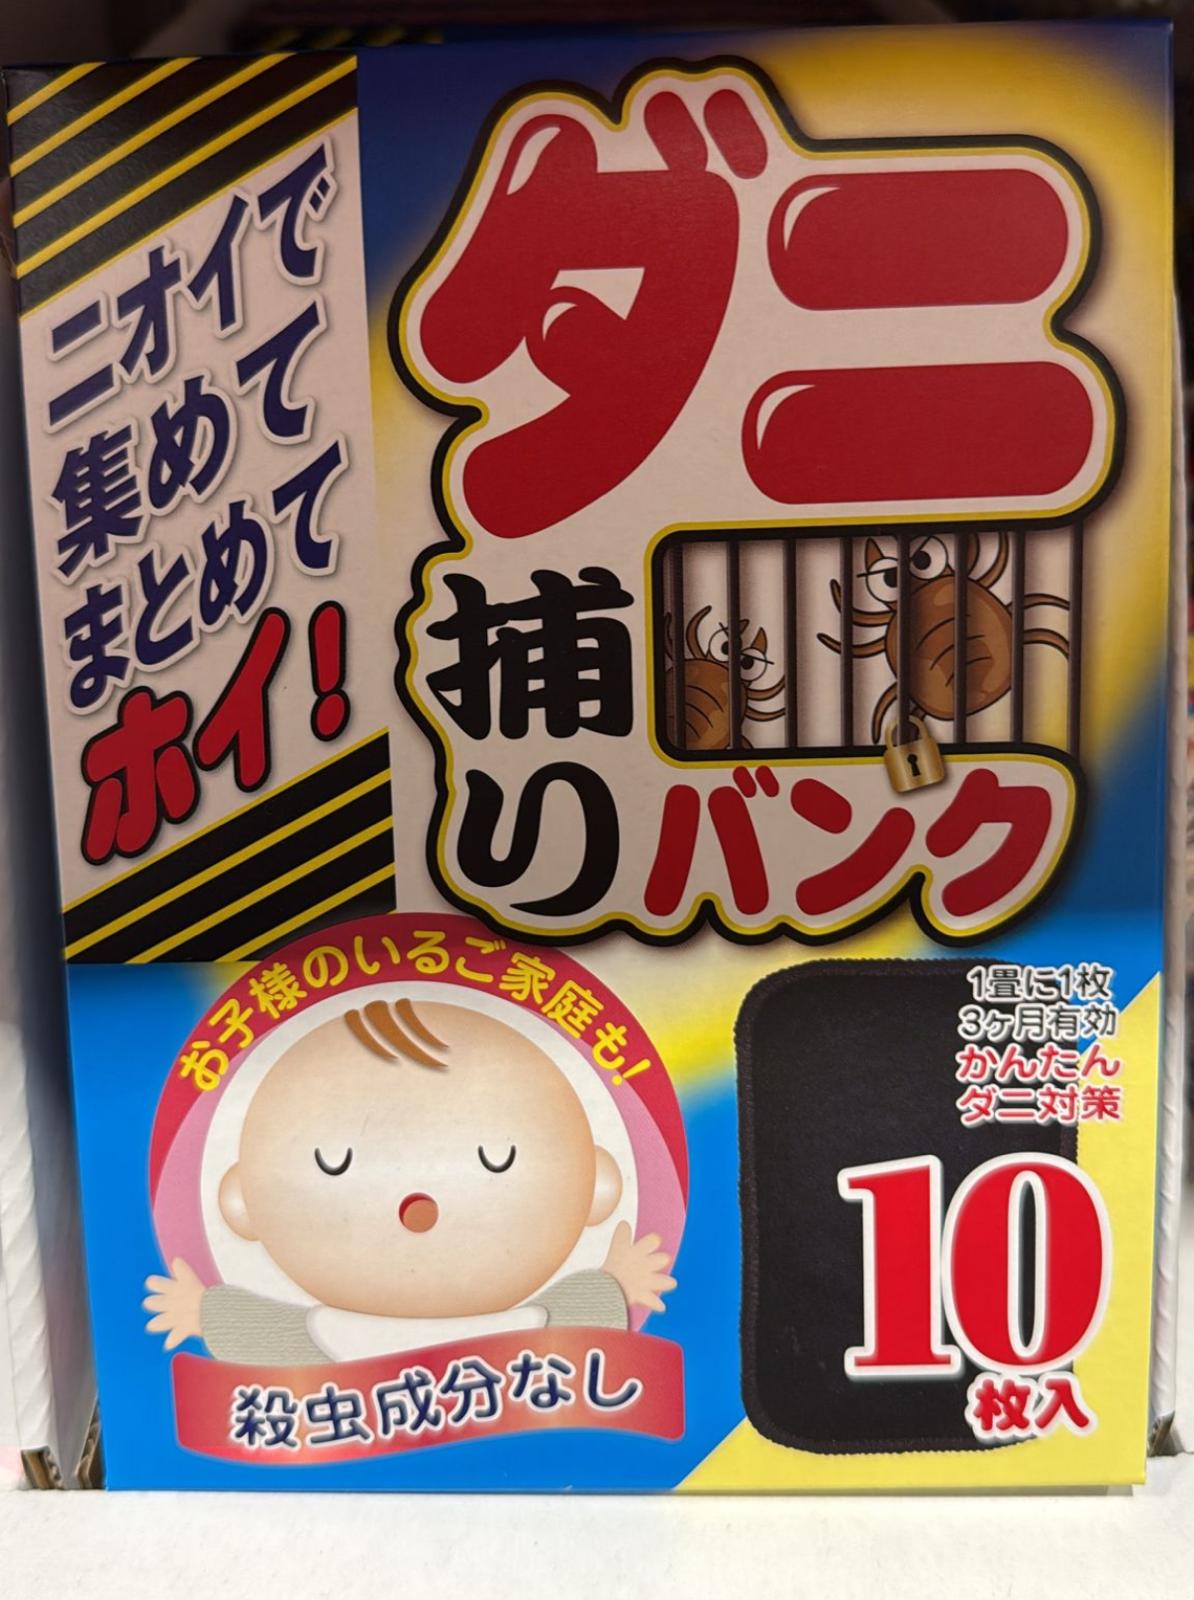 ニオイで
集めてて
まとめてて
ホイ!
ダニ
捕り
バンク
お子様のいるご家庭も!
殺虫成分なし
1畳に1枚
3ヶ月有効
かんたん
ダニ対策
10
枚入